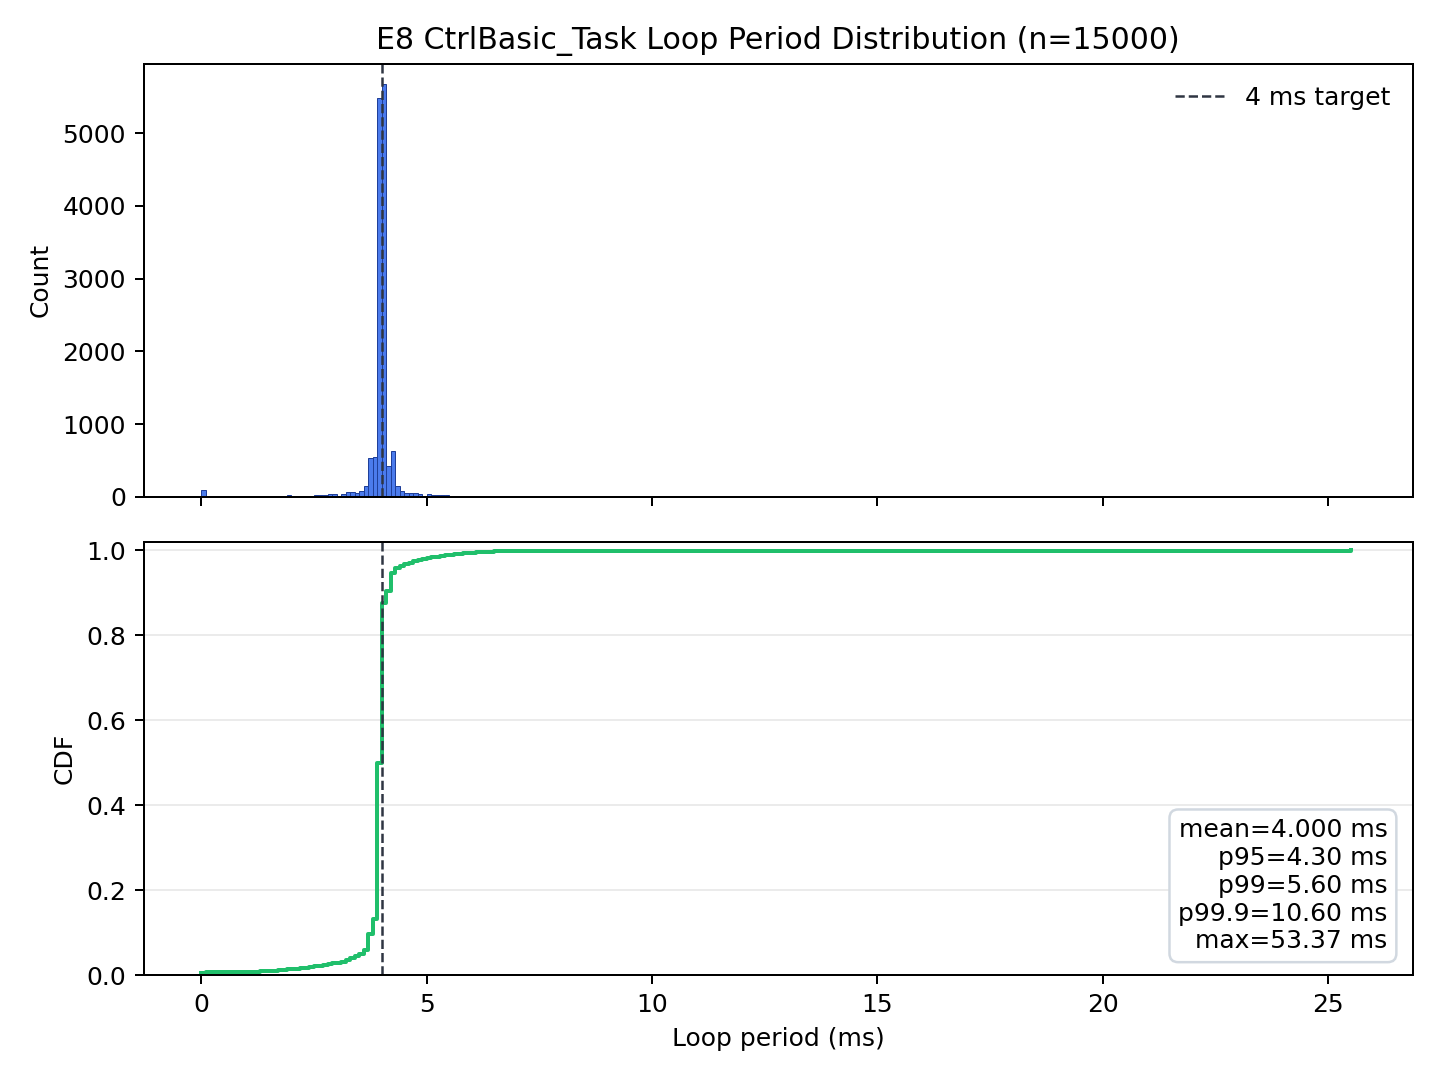 E8 CtrlBasic_Task Loop Period Distribution (n=15000)
4 ms target
Count
5000
4000
3000
2000
1000
0
CDF
1.0
0.8
0.6
0.4
0.2
0.0
mean=4.000 ms
p95=4.30 ms
p99=5.60 ms
p99.9=10.60 ms
max=53.37 ms
0 5 10 15 20 25
Loop period (ms)